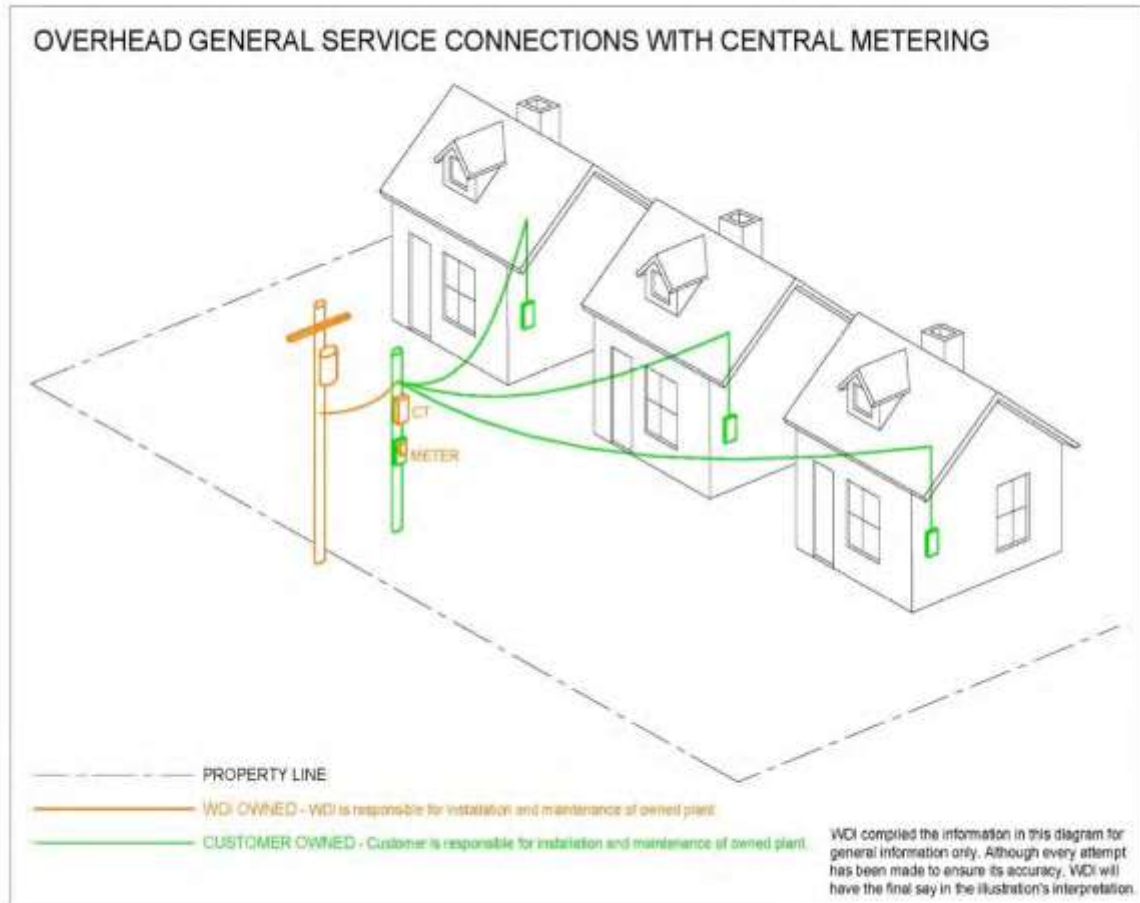 OVERHEAD GENERAL SERVICE CONNECTIONS WITH CENTRAL METERING
CT
METER
PROPERTY LINE
WDI OWNED - WDI is responsible for installation and maintenance of owned plant
CUSTOMER OWNED - Customer is responsible for installation and maintenance of owned plant.
WDI compiled the information in this diagram for
general information only. Although every attempt
has been made to ensure its accuracy, WDI will
have the final say in the illustration's interpretation.